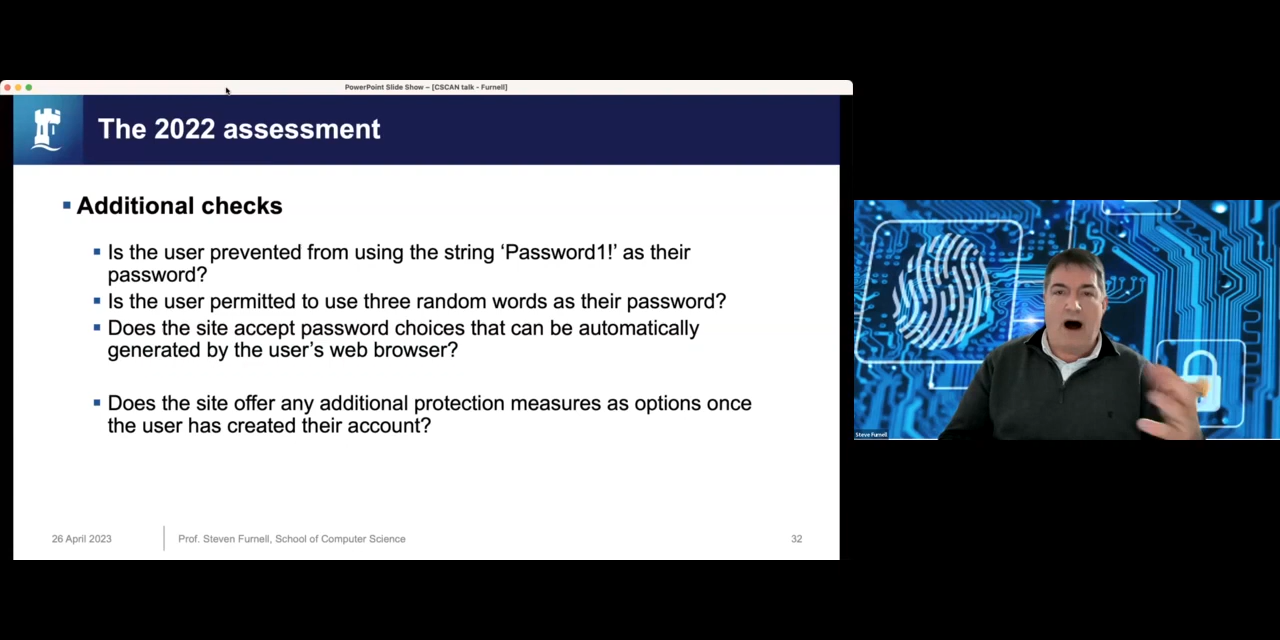 PowerPoint Slide Show – [CSCAN talk - Furnell]
The 2022 assessment
Additional checks
Is the user prevented from using the string ‘Password1!’ as their
password?
Is the user permitted to use three random words as their password?
Does the site accept password choices that can be automatically
generated by the user’s web browser?
Does the site offer any additional protection measures as options once
the user has created their account?
26 April 2023
Prof. Steven Furnell, School of Computer Science
32
Steve Furnell